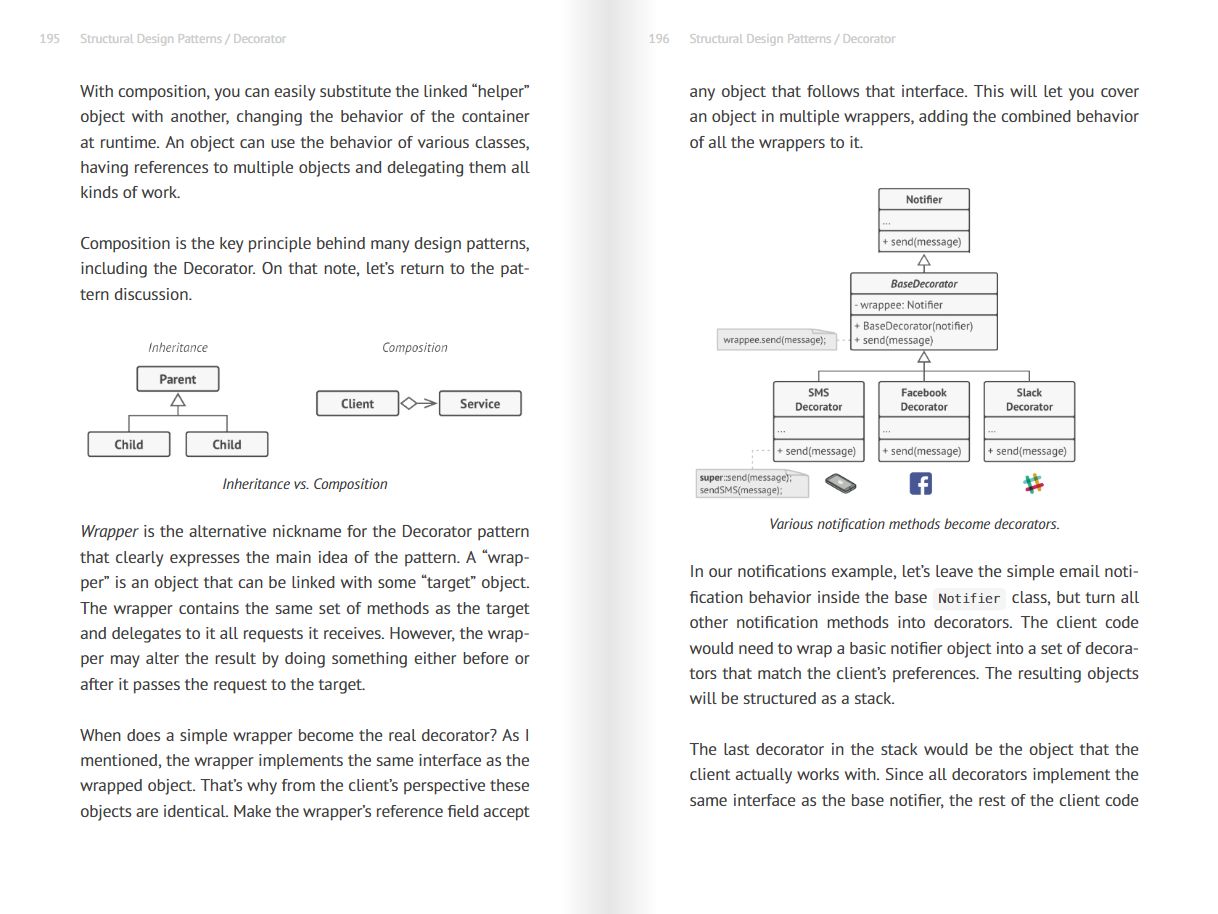 195 Structural Design Patterns / Decorator
With composition, you can easily substitute the linked “helper”
object with another, changing the behavior of the container
at runtime. An object can use the behavior of various classes,
having references to multiple objects and delegating them all
kinds of work.
Composition is the key principle behind many design patterns,
including the Decorator. On that note, let’s return to the pat-
tern discussion.
Inheritance
Composition
Parent
Client
Service
Child
Child
Inheritance vs. Composition
Wrapper is the alternative nickname for the Decorator pattern
that clearly expresses the main idea of the pattern. A “wrap-
per” is an object that can be linked with some “target” object.
The wrapper contains the same set of methods as the target
and delegates to it all requests it receives. However, the wrap-
per may alter the result by doing something either before or
after it passes the request to the target.
When does a simple wrapper become the real decorator? As I
mentioned, the wrapper implements the same interface as the
wrapped object. That’s why from the client’s perspective these
objects are identical. Make the wrapper’s reference field accept
196 Structural Design Patterns / Decorator
any object that follows that interface. This will let you cover
an object in multiple wrappers, adding the combined behavior
of all the wrappers to it.
Notifier
...
+ send(message)
BaseDecorator
- wrappee: Notifier
+ BaseDecorator(notifier)
+ send(message)
wrappee.send(message);
SMS
Decorator
...
+ send(message)
Facebook
Decorator
...
+ send(message)
Slack
Decorator
...
+ send(message)
super::send(message);
sendSMS(message);
Various notification methods become decorators.
In our notifications example, let’s leave the simple email noti-
fication behavior inside the base Notifier class, but turn all
other notification methods into decorators. The client code
would need to wrap a basic notifier object into a set of decora-
tors that match the client’s preferences. The resulting objects
will be structured as a stack.
The last decorator in the stack would be the object that the
client actually works with. Since all decorators implement the
same interface as the base notifier, the rest of the client code